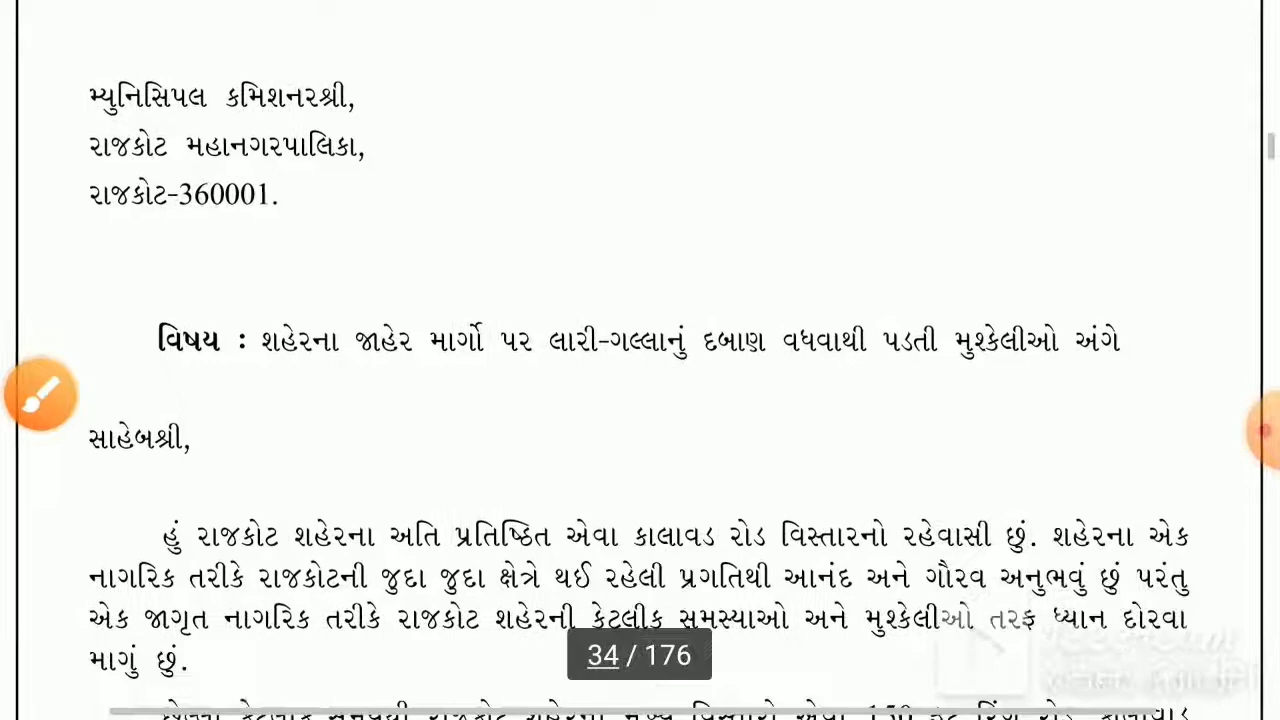 મ્યુનિસિપલ કમિશનરશ્રી,
રાજકોટ મહાનગરપાલિકા,
રાજકોટ-360001.
વિષય : શહેરના જાહેર માર્ગો પર લારી-ગલ્લાનું દબાણ વધવાથી પડતી મુશ્કેલીઓ અંગે
સાહેબશ્રી,
હું રાજકોટ શહેરના અતિ પ્રતિષ્ઠિત એવા કાલાવડ રોડ વિસ્તારનો રહેવાસી છું. શહેરના એક
નાગરિક તરીકે રાજકોટની જુદા જુદા ક્ષેત્રે થઈ રહેલી પ્રગતિથી આનંદ અને ગૌરવ અનુભવું છું પરંતુ
એક જાગૃત નાગરિક તરીકે રાજકોટ શહેરની કેટલીક સમસ્યાઓ અને મુશ્કેલીઓ તરફ ધ્યાન દોરવા
માગું છું.
34 / 176